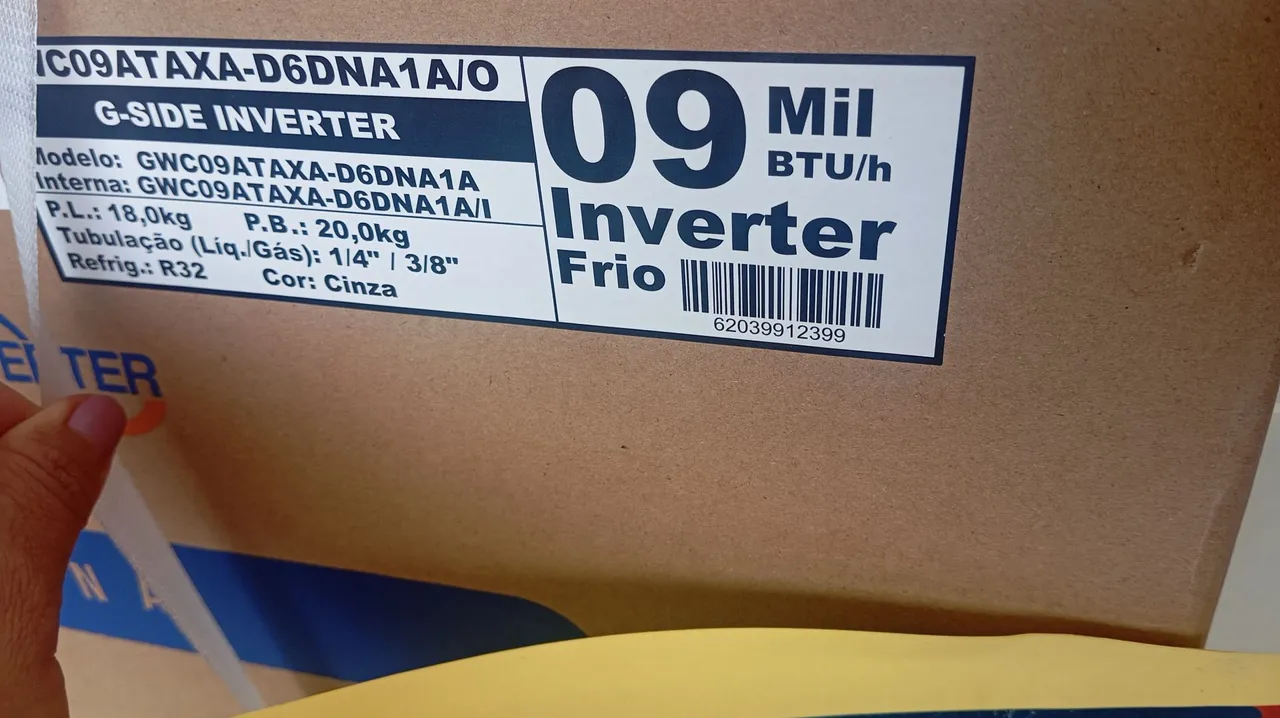 WC09ATAXA-D6DNA1A/O
G-SIDE INVERTER
Modelo: GWC09ATAXA-D6DNA1A
Interna: GWC09ATAXA-D6DNA1A/I
P.L.: 18,0kg P.B.: 20,0kg
Tubulação (Líq./Gás): 1/4" / 3/8"
Refrig.: R32 Cor: Cinza
09 Mil
BTU/h
Inverter
Frio
62039912399
TER
N A